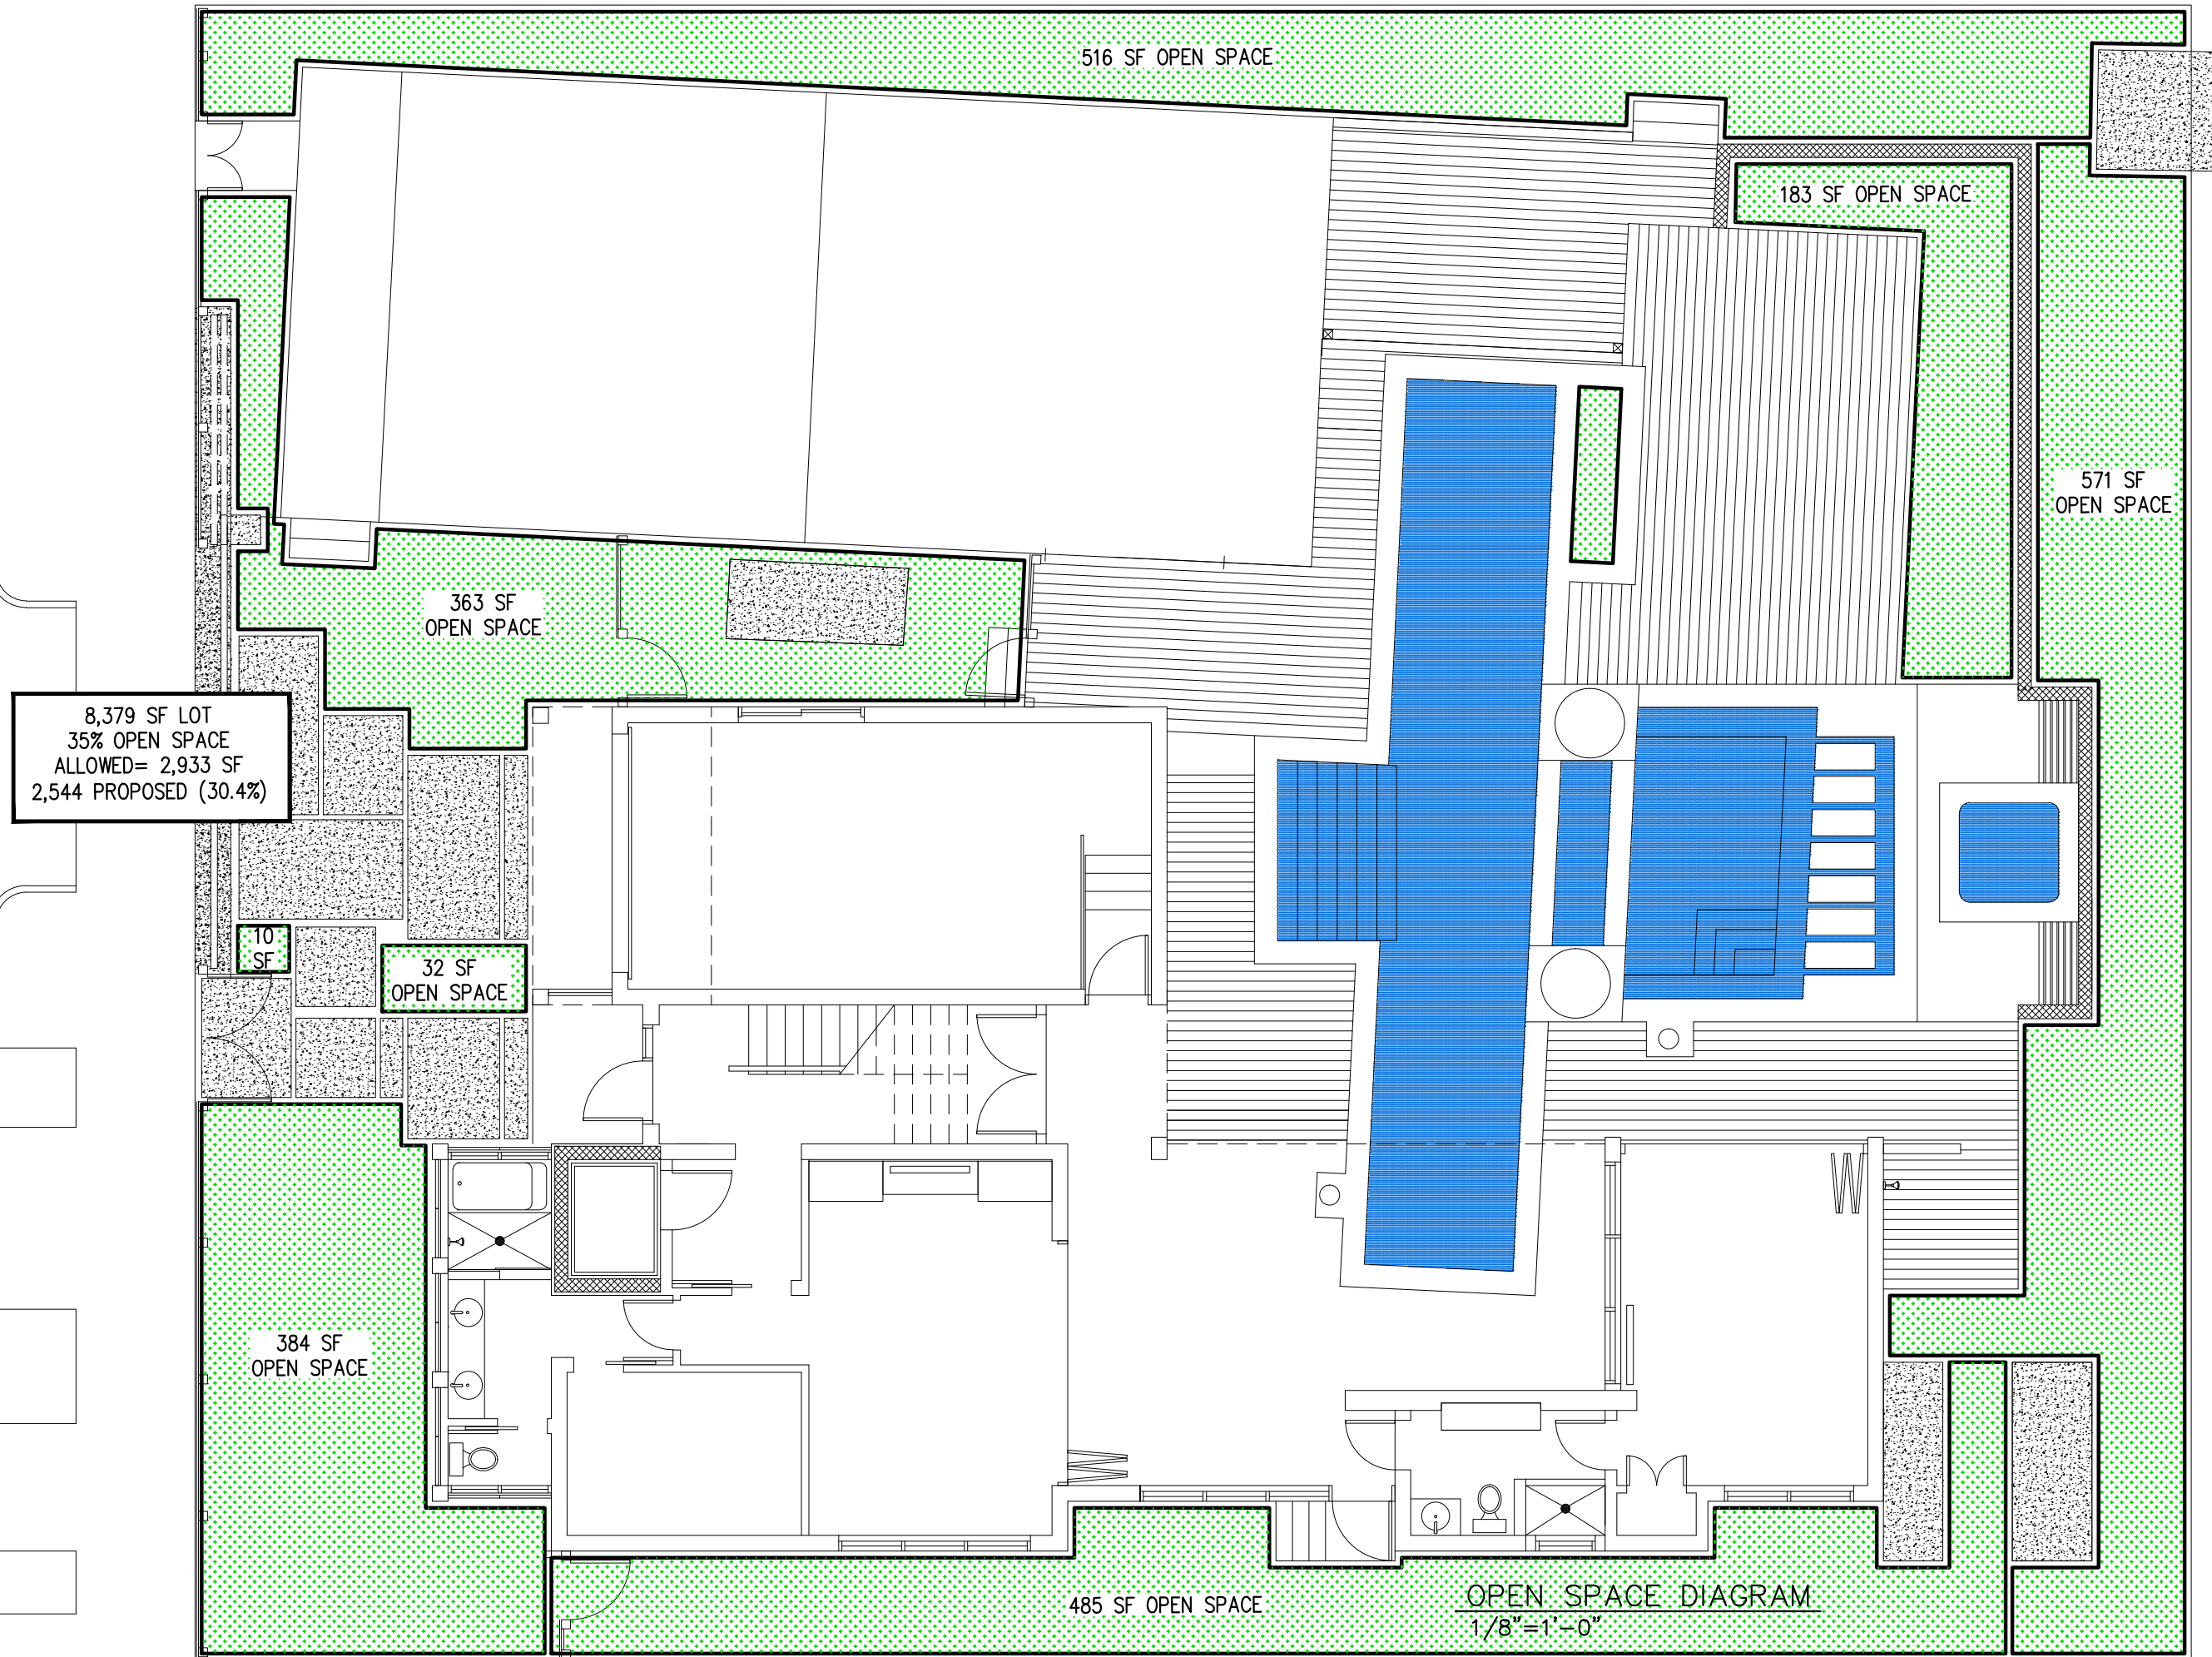 516 SF OPEN SPACE
183 SF OPEN SPACE
571 SF
OPEN SPACE
363 SF
OPEN SPACE
8,379 SF LOT
35% OPEN SPACE
ALLOWED= 2,933 SF
2,544 PROPOSED (30.4%)
10
SF
32 SF
OPEN SPACE
384 SF
OPEN SPACE
485 SF OPEN SPACE
OPEN SPACE DIAGRAM
1/8"=1'-0"